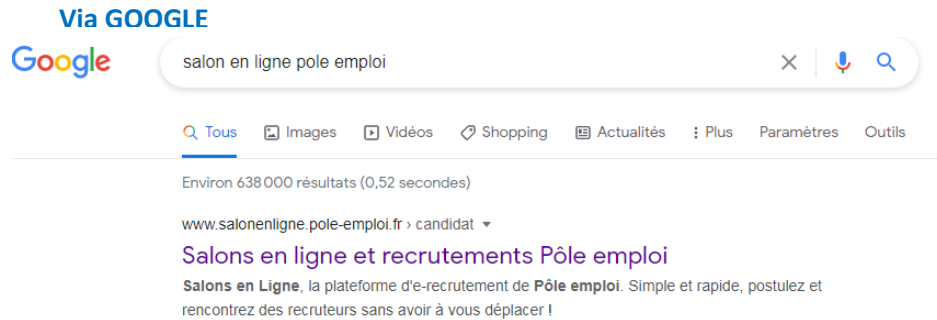 Via GOOGLE
Google
salon en ligne pole emploi
Tous Images Vidéos Shopping Actualités Plus Paramètres Outils
Environ 638 000 résultats (0,52 secondes)
www.salonenligne.pole-emploi.fr › candidat
Salons en ligne et recrutements Pôle emploi
Salons en Ligne, la plateforme d'e-recrutement de Pôle emploi. Simple et rapide, postulez et
rencontrez des recruteurs sans avoir à vous déplacer !